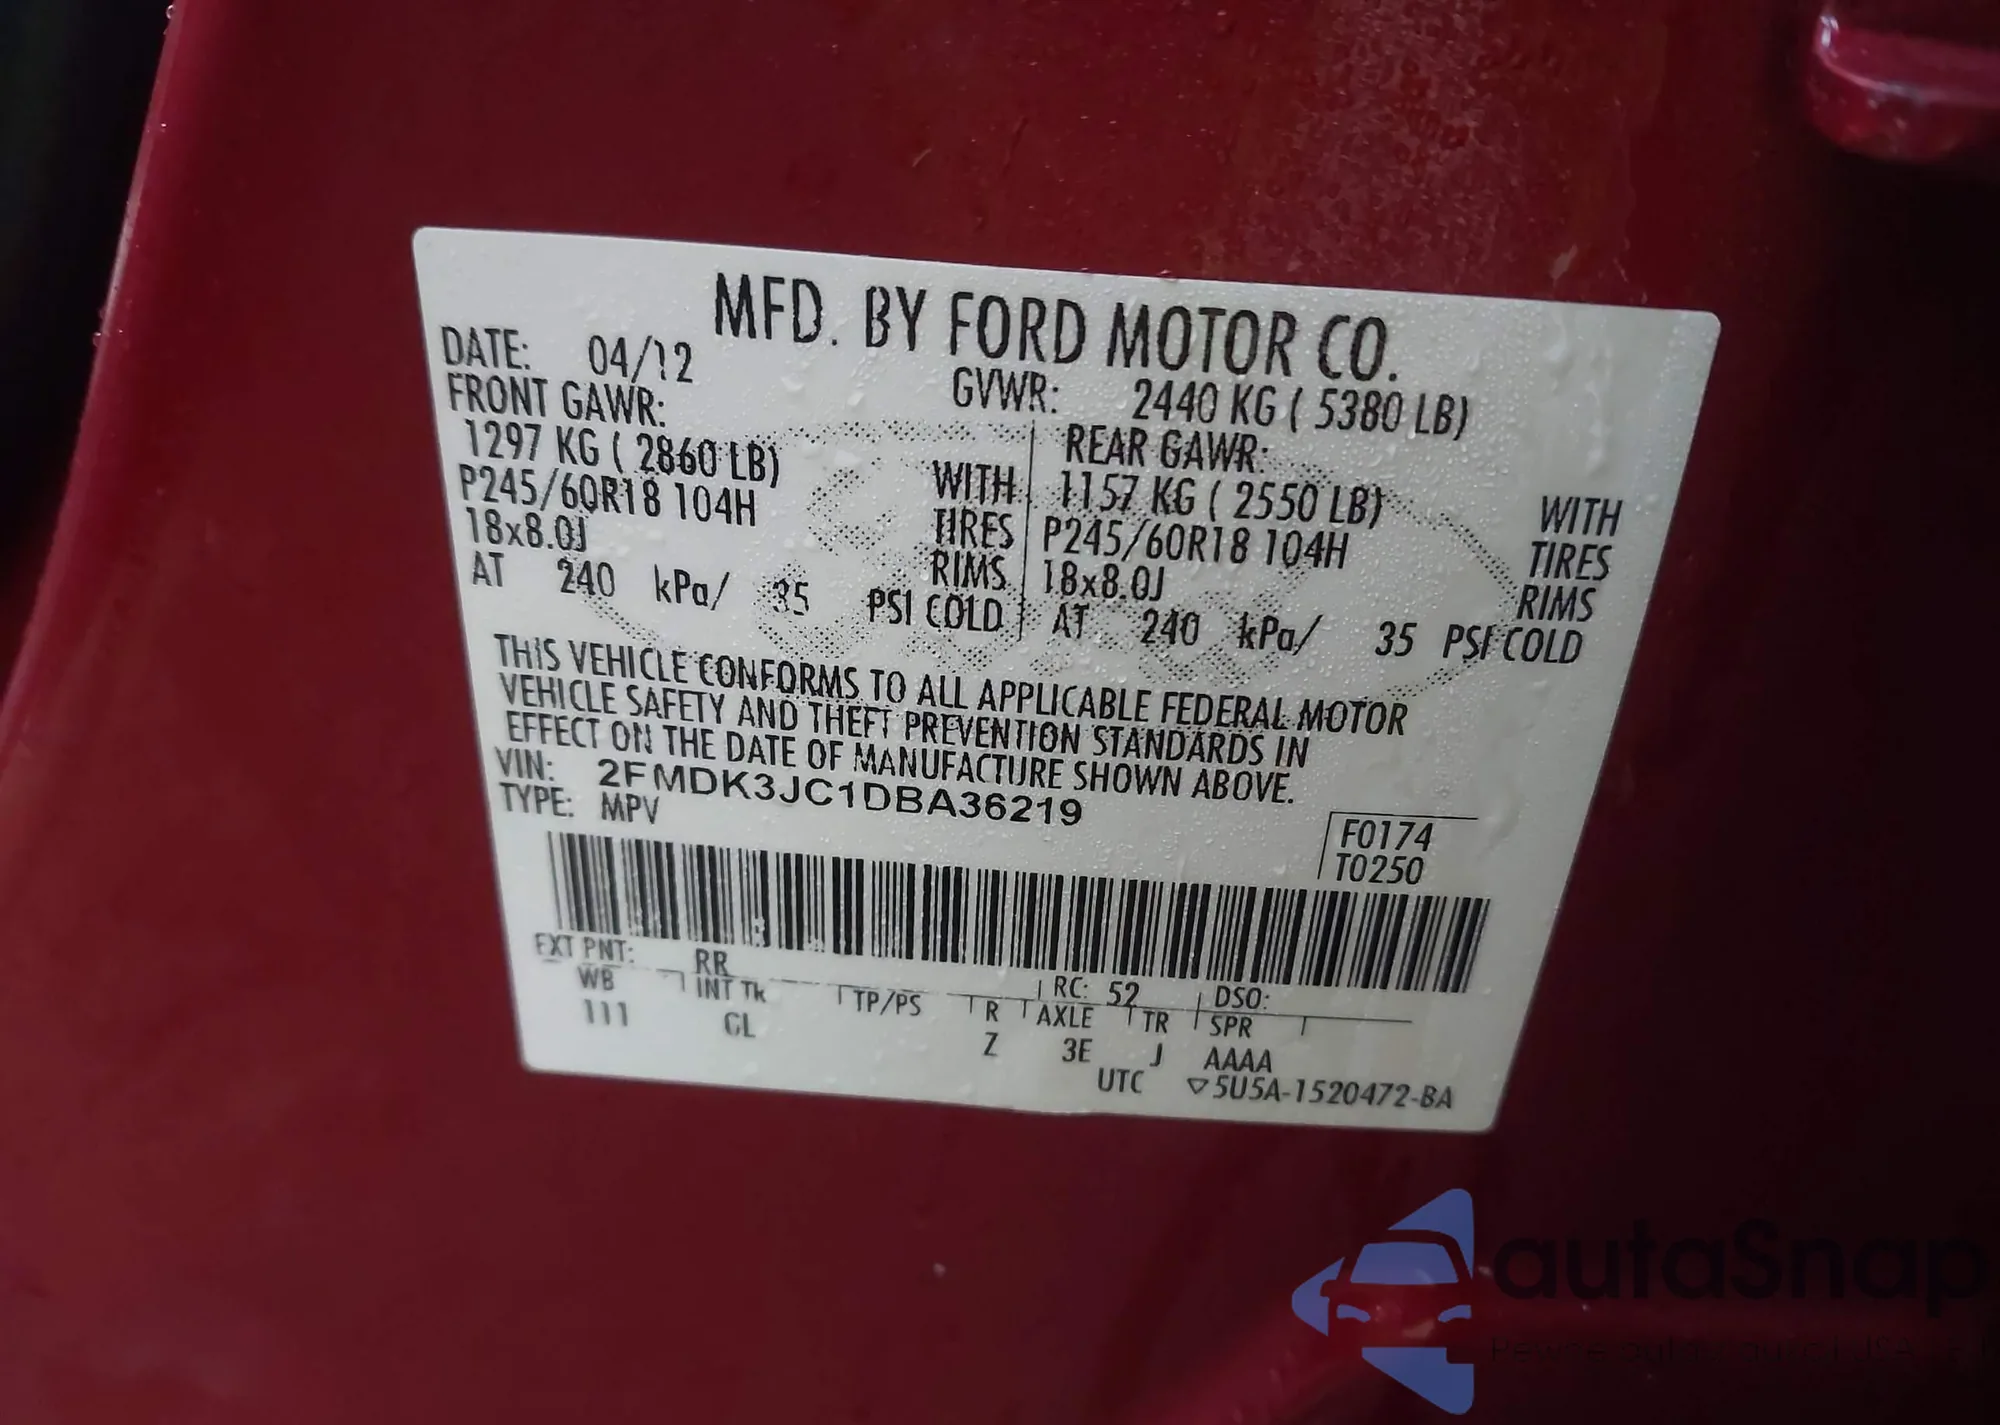 MFD. BY FORD MOTOR CO.
DATE: 04/12
GVWR: 2440 KG ( 5380 LB)
FRONT GAWR:
1297 KG ( 2860 LB) WITH
P245/60R18 104H TIRES
18x8.0J RIMS
AT 240 kPa/ 35 PSI COLD
REAR GAWR:
1157 KG ( 2550 LB) WITH
P245/60R18 104H TIRES
18x8.0J RIMS
AT 240 kPa/ 35 PSI COLD
THIS VEHICLE CONFORMS TO ALL APPLICABLE FEDERAL MOTOR
VEHICLE SAFETY AND THEFT PREVENTION STANDARDS IN
EFFECT ON THE DATE OF MANUFACTURE SHOWN ABOVE.
VIN: 2FMDK3JC1DBA36219
TYPE: MPV
F0174
T0250
EXT PNT: RR RC: 52 DSO:
WB INT TK TP/PS R AXLE TR SPR
111 CL Z 3E J AAAA
UTC ▽5U5A-1520472-BA
autaSnap